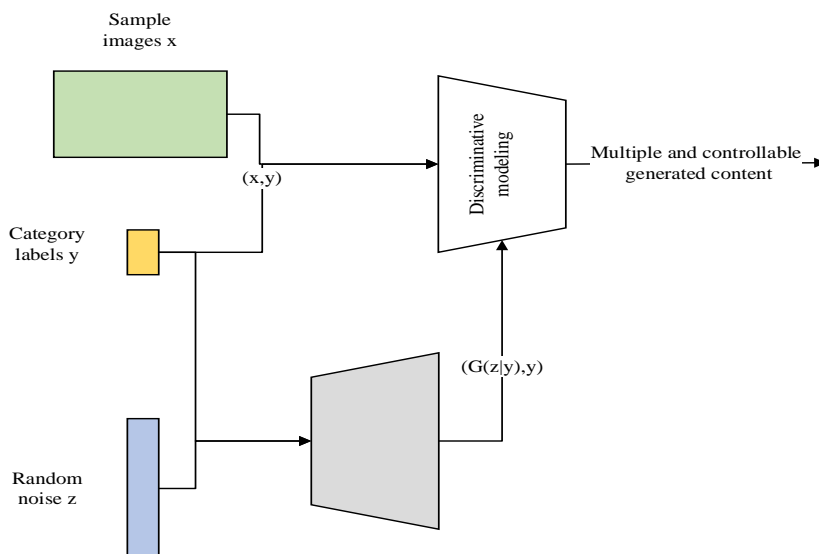 Sample
images x
(x,y)
Discriminative
modeling
Multiple and controllable
generated content
Category
labels y
(G(z|y),y)
Random
noise z